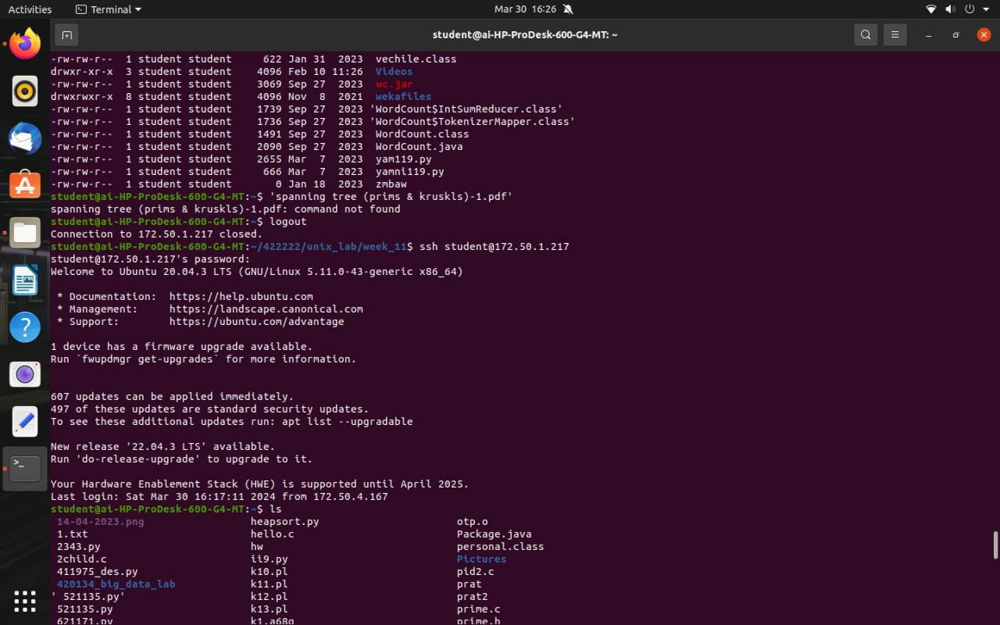 Activities Terminal Mar 30 16:26
student@ai-HP-ProDesk-600-G4-MT: ~
-rw-rw-r-- 1 student student 622 Jan 31 2023 vechile.class
drwxr-xr-x 3 student student 4096 Feb 10 11:26 Videos
-rw-rw-r-- 1 student student 3069 Sep 27 2023 wc.jar
drwxrwxr-x 8 student student 4096 Nov 8 2021 wekafiles
-rw-rw-r-- 1 student student 1739 Sep 27 2023 'WordCount$IntSumReducer.class'
-rw-rw-r-- 1 student student 1736 Sep 27 2023 'WordCount$TokenizerMapper.class'
-rw-rw-r-- 1 student student 1491 Sep 27 2023 WordCount.class
-rw-rw-r-- 1 student student 2090 Sep 27 2023 WordCount.java
-rw-rw-r-- 1 student student 2655 Mar 7 2023 yam119.py
-rw-rw-r-- 1 student student 666 Mar 7 2023 yamni119.py
-rw-rw-r-- 1 student student 0 Jan 18 2023 zmbaw
student@ai-HP-ProDesk-600-G4-MT:~$ 'spanning tree (prims & kruskls)-1.pdf'
spanning tree (prims & kruskls)-1.pdf: command not found
student@ai-HP-ProDesk-600-G4-MT:~$ logout
Connection to 172.50.1.217 closed.
student@ai-HP-ProDesk-600-G4-MT:~/422222/unix_lab/week_11$ ssh student@172.50.1.217
student@172.50.1.217's password:
Welcome to Ubuntu 20.04.3 LTS (GNU/Linux 5.11.0-43-generic x86_64)
* Documentation: https://help.ubuntu.com
* Management: https://landscape.canonical.com
* Support: https://ubuntu.com/advantage
1 device has a firmware upgrade available.
Run `fwupdmgr get-upgrades` for more information.
607 updates can be applied immediately.
497 of these updates are standard security updates.
To see these additional updates run: apt list --upgradable
New release '22.04.3 LTS' available.
Run 'do-release-upgrade' to upgrade to it.
Your Hardware Enablement Stack (HWE) is supported until April 2025.
Last login: Sat Mar 30 16:17:11 2024 from 172.50.4.167
student@ai-HP-ProDesk-600-G4-MT:~$ ls
14-04-2023.png heapsort.py otp.o
1.txt hello.c Package.java
2343.py hw personal.class
2child.c ii9.py Pictures
411975_des.py k10.pl pid2.c
420134_big_data_lab k11.pl prat
' 521135.py' k12.pl prat2
521135.py k13.pl prime.c
621171.py k1.a68g prime.h